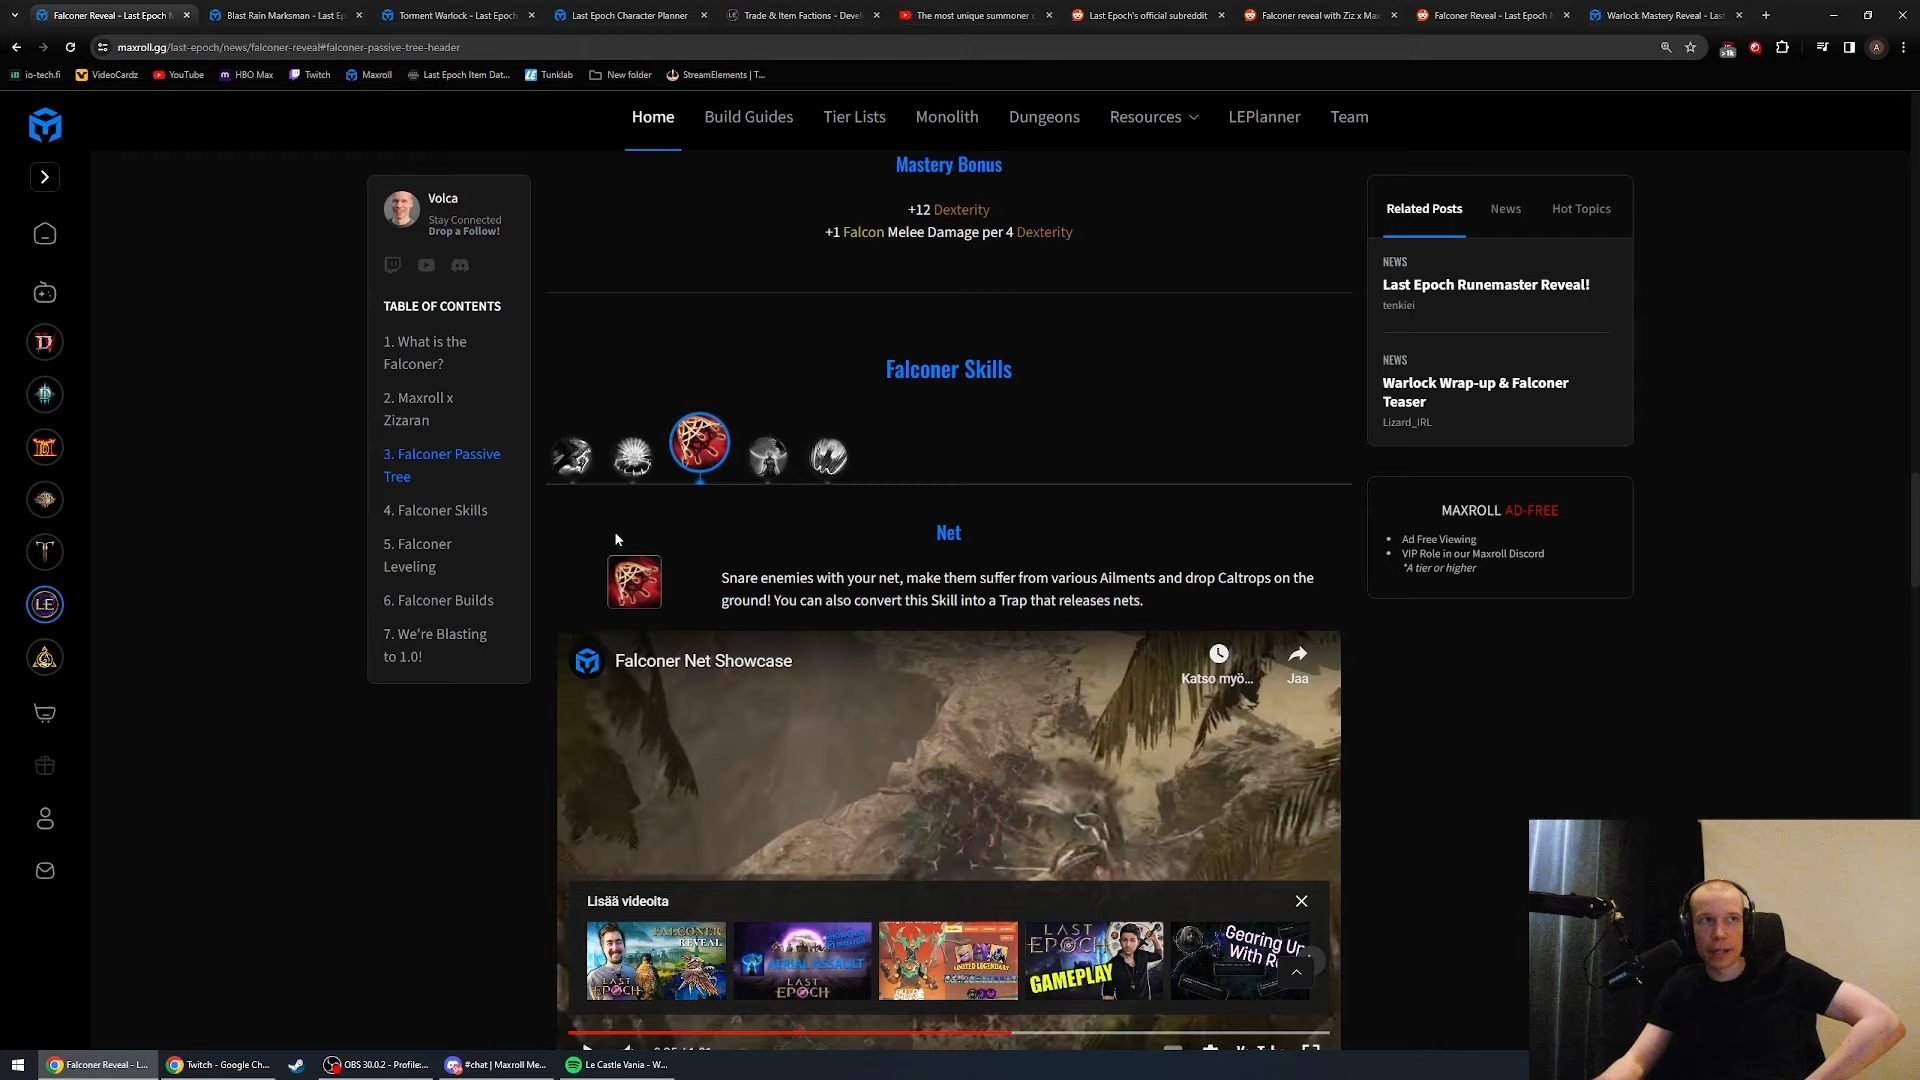 Falconer Reveal - Last Epoch N
Blast Rain Marksman - Last Ep
Torment Warlock - Last Epoch
Last Epoch Character Planner
Trade & Item Factions - Deve
The most unique summoner c
Last Epoch's official subreddit
Falconer reveal with Ziz x Max
Falconer Reveal - Last Epoch
Warlock Mastery Reveal - Las
maxroll.gg/last-epoch/news/falconer-reveal#falconer-passive-tree-header
>1k
A
io-tech.fi
VideoCardz
YouTube
HBO Max
Twitch
Maxroll
Last Epoch Item Dat...
Tunklab
New folder
StreamElements | T...
Home
Build Guides
Tier Lists
Monolith
Dungeons
Resources
LEPlanner
Team
Mastery Bonus
+12 Dexterity
+1 Falcon Melee Damage per 4 Dexterity
Volca
Stay Connected
Drop a Follow!
TABLE OF CONTENTS
1. What is the
Falconer?
2. Maxroll x
Zizaran
3. Falconer Passive
Tree
4. Falconer Skills
5. Falconer
Leveling
6. Falconer Builds
7. We're Blasting
to 1.0!
LE
Falconer Skills
Net
Snare enemies with your net, make them suffer from various Ailments and drop Caltrops on the
ground! You can also convert this Skill into a Trap that releases nets.
Falconer Net Showcase
Katso myö...
Jaa
Lisää videoita
FALCONER
REVEAL
LAST
EPOCH
AERIAL ASSAULT
LAST
EPOCH
LIMITED LEGENDARY
LAST
EPOCH
GAMEPLAY
Gearing Up
With R
Related Posts
News
Hot Topics
NEWS
Last Epoch Runemaster Reveal!
tenkiei
NEWS
Warlock Wrap-up & Falconer
Teaser
Lizard_IRL
MAXROLL AD-FREE
Ad Free Viewing
VIP Role in our Maxroll Discord
*A tier or higher
Falconer Reveal - L...
Twitch - Google Ch...
OBS 30.0.2 - Profile:...
#chat | Maxroll Me...
Le Castle Vania - W...